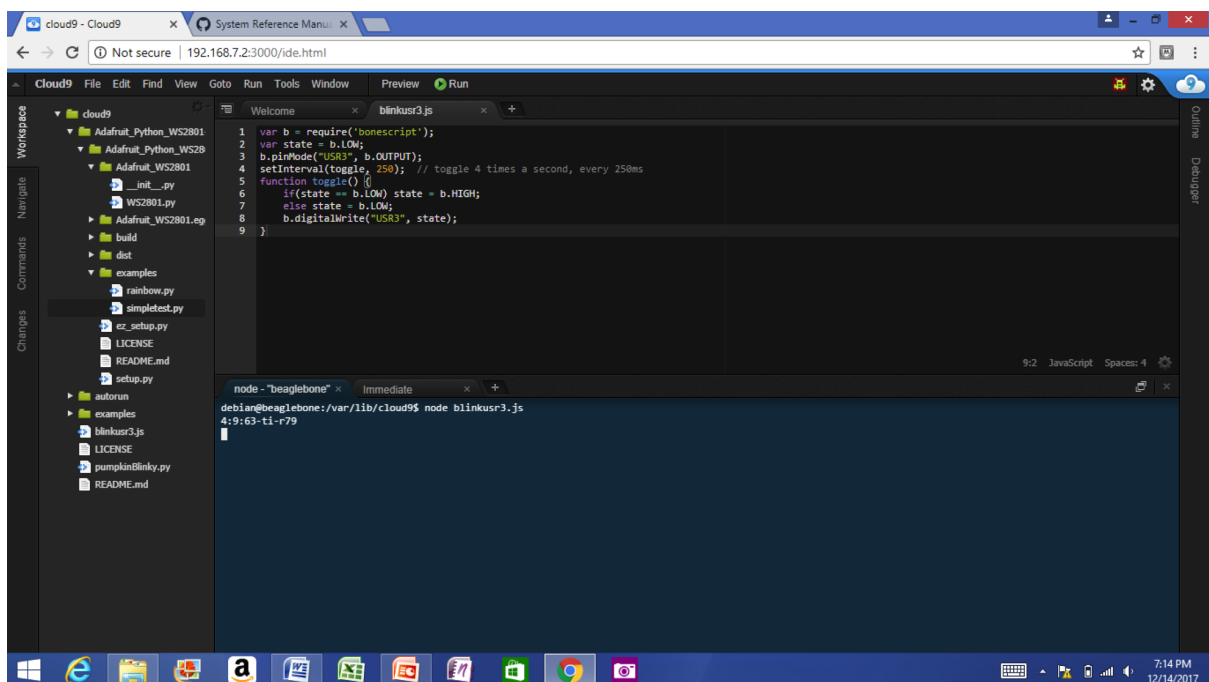 cloud9 - Cloud9
System Reference Manu
Not secure | 192.168.7.2:3000/ide.html
Cloud9 File Edit Find View Goto Run Tools Window Preview Run
Workspace
Navigate
Commands
Changes
cloud9
Adafruit_Python_WS2801-
Adafruit_Python_WS28
Adafruit_WS2801
__init__.py
WS2801.py
Adafruit_WS2801.eg
build
dist
examples
rainbow.py
simpletest.py
ez_setup.py
LICENSE
README.md
setup.py
autorun
examples
blinkusr3.js
LICENSE
pumpkinBlinky.py
README.md
Welcome
blinkusr3.js
1 var b = require('bonescript');
2 var state = b.LOW;
3 b.pinMode("USR3", b.OUTPUT);
4 setInterval(toggle, 250);  // toggle 4 times a second, every 250ms
5 function toggle() {
6     if(state == b.LOW) state = b.HIGH;
7     else state = b.LOW;
8     b.digitalWrite("USR3", state);
9 }
9:2 JavaScript Spaces: 4
Outline
Debugger
node - "beaglebone"
Immediate
debian@beaglebone:/var/lib/cloud9$ node blinkusr3.js
4:9:63-ti-r79
7:14 PM
12/14/2017